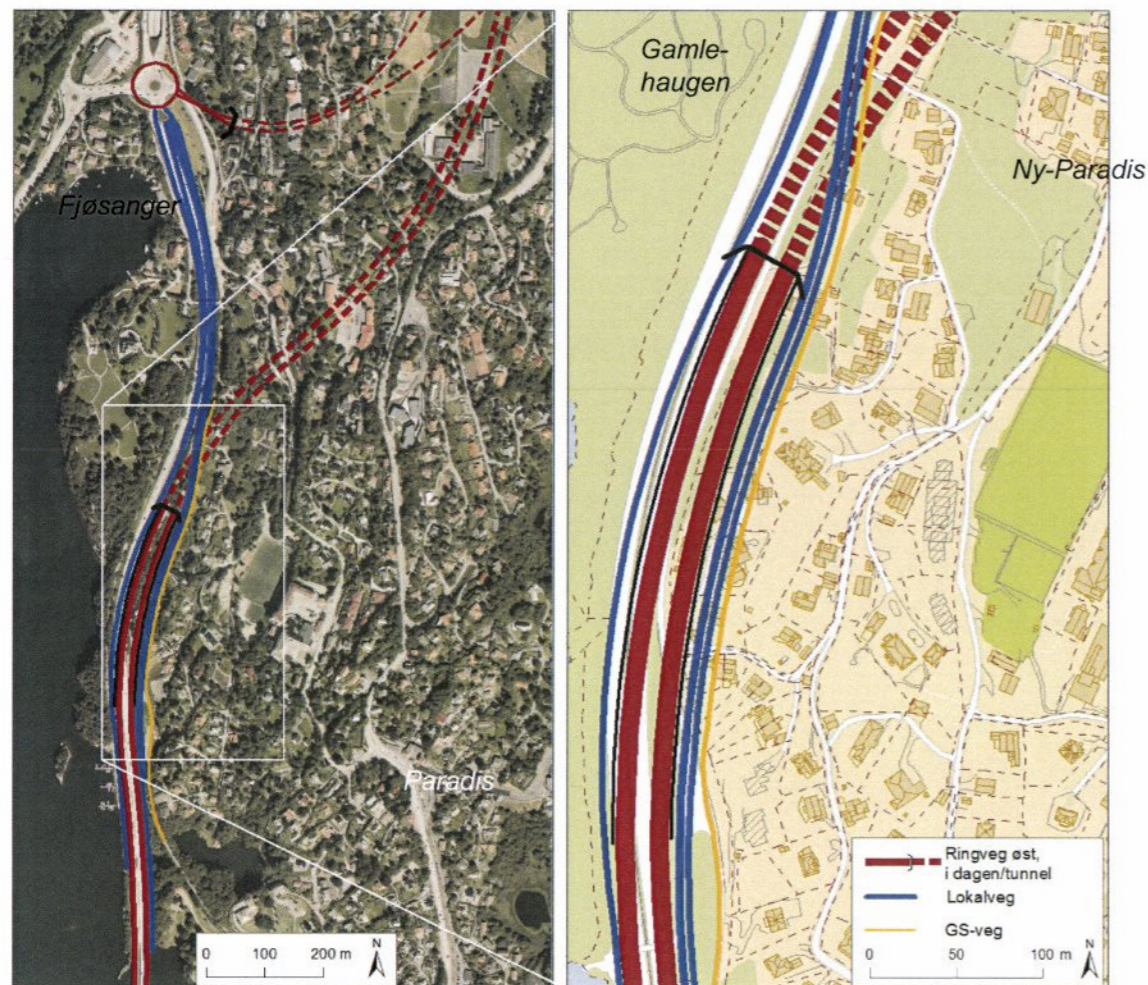 Fjøsanger
Paradis
0 100 200 m
N
Gamle-
haugen
Ny-Paradis
Ringveg øst,
i dagen/tunnel
Lokalveg
GS-veg
0 50 100 m
N